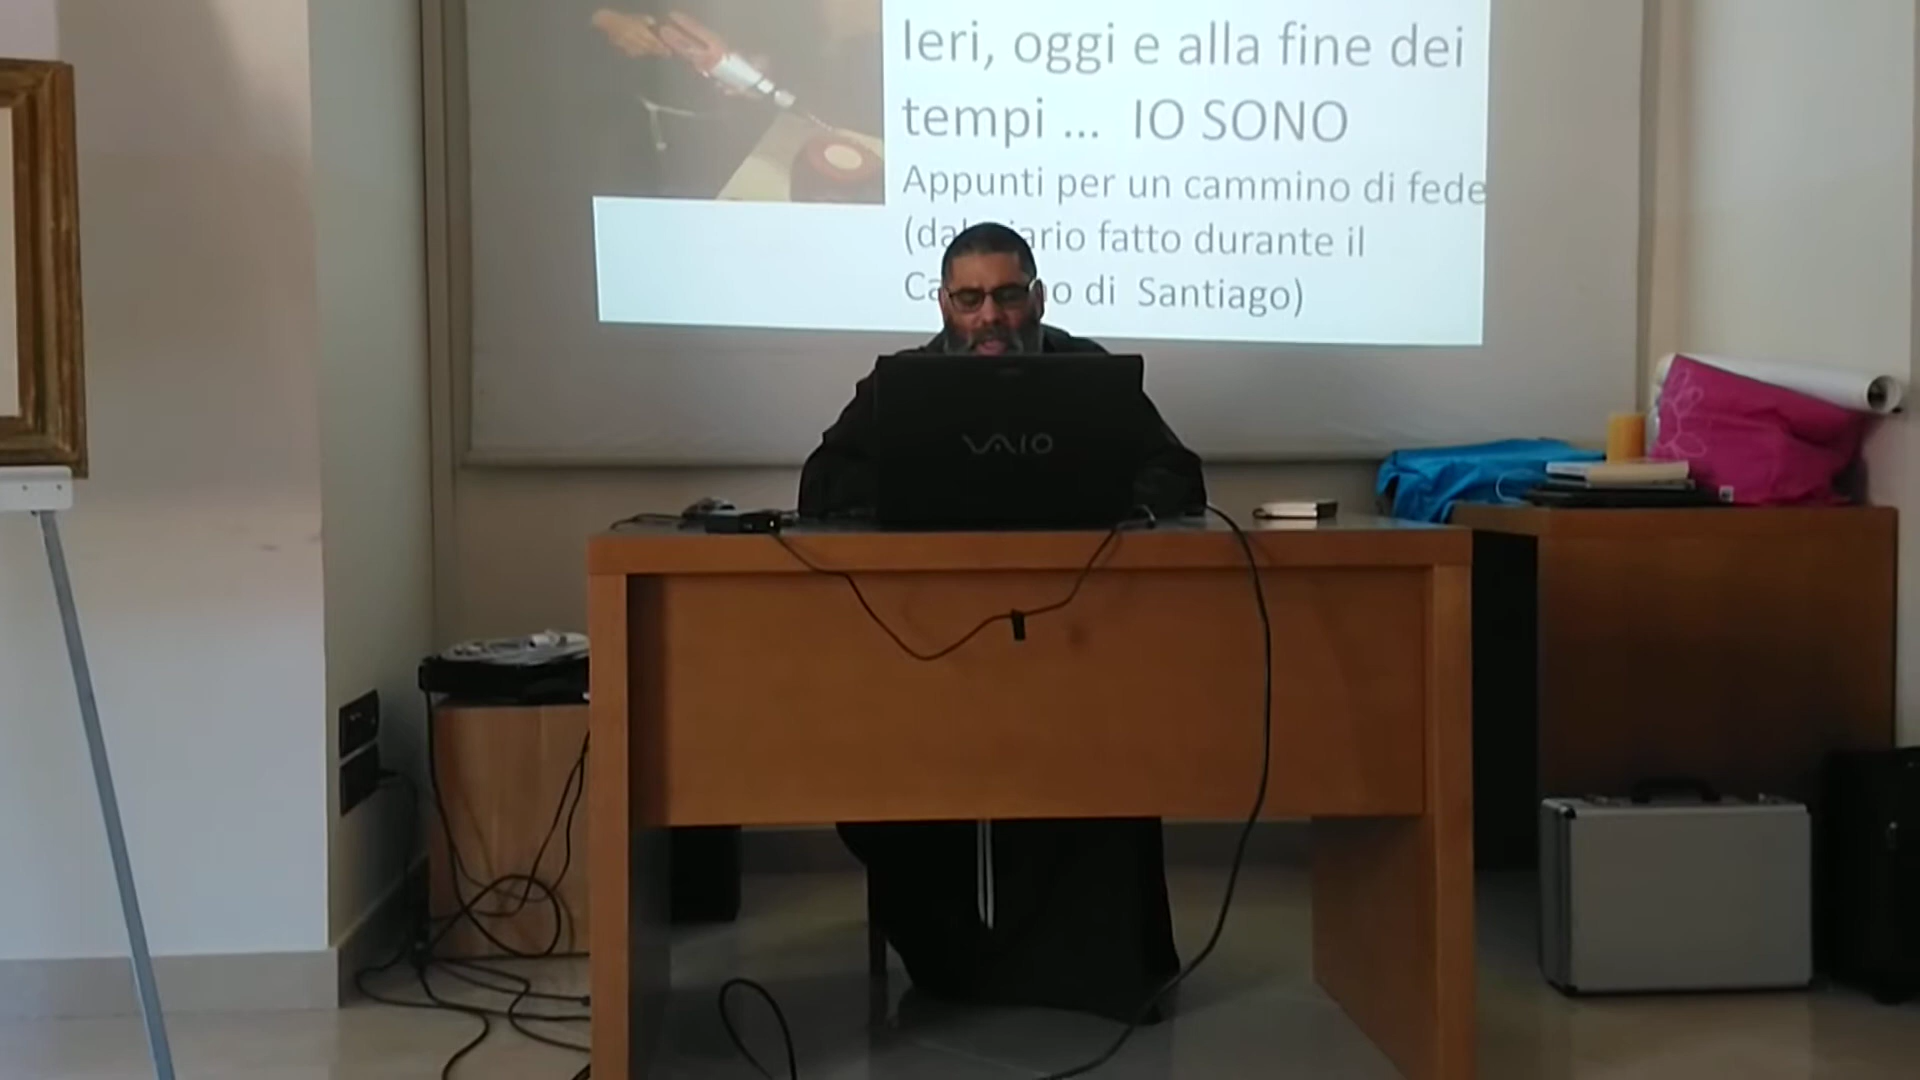 Ieri, oggi e alla fine dei
tempi ... IO SONO
Appunti per un cammino di fede
ario fatto durante il
o di Santiago)
VAIO